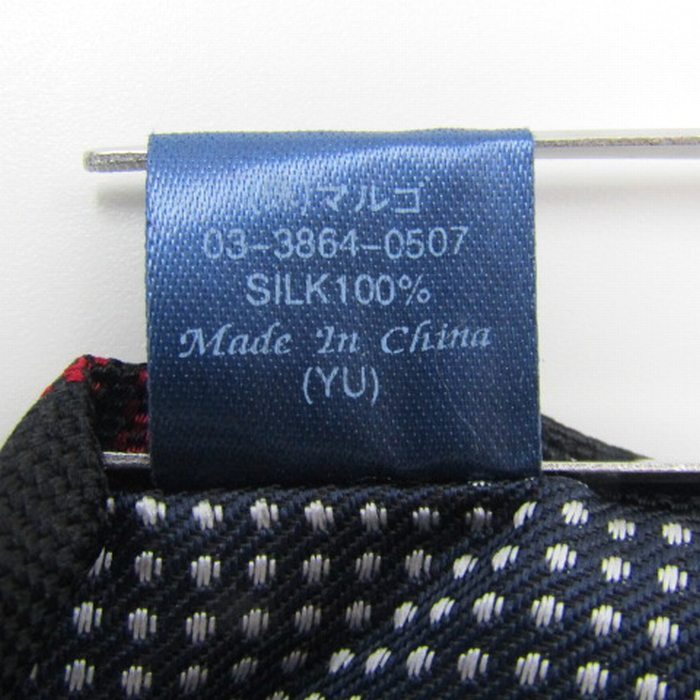 (株)マルゴ
03-3864-0507
SILK100%
Made In China
(YU)